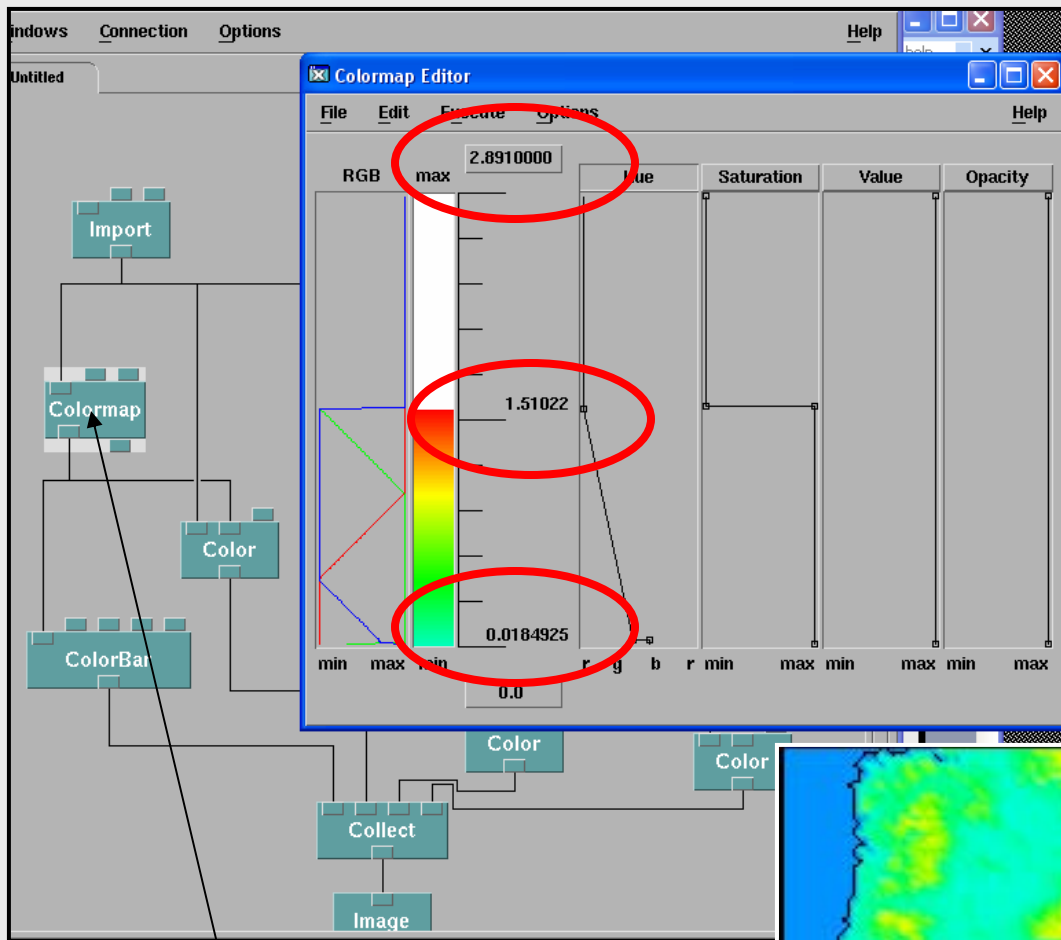 indows Connection Options Help
help
Untitled
Colormap Editor
File Edit Execute Options Help
2.8910000
RGB max Hue Saturation Value Opacity
Import
1.51022
Colormap
Color
0.0184925
ColorBar
min max min r g b r min max min max min max
0.0
Color
Color
Collect
Image